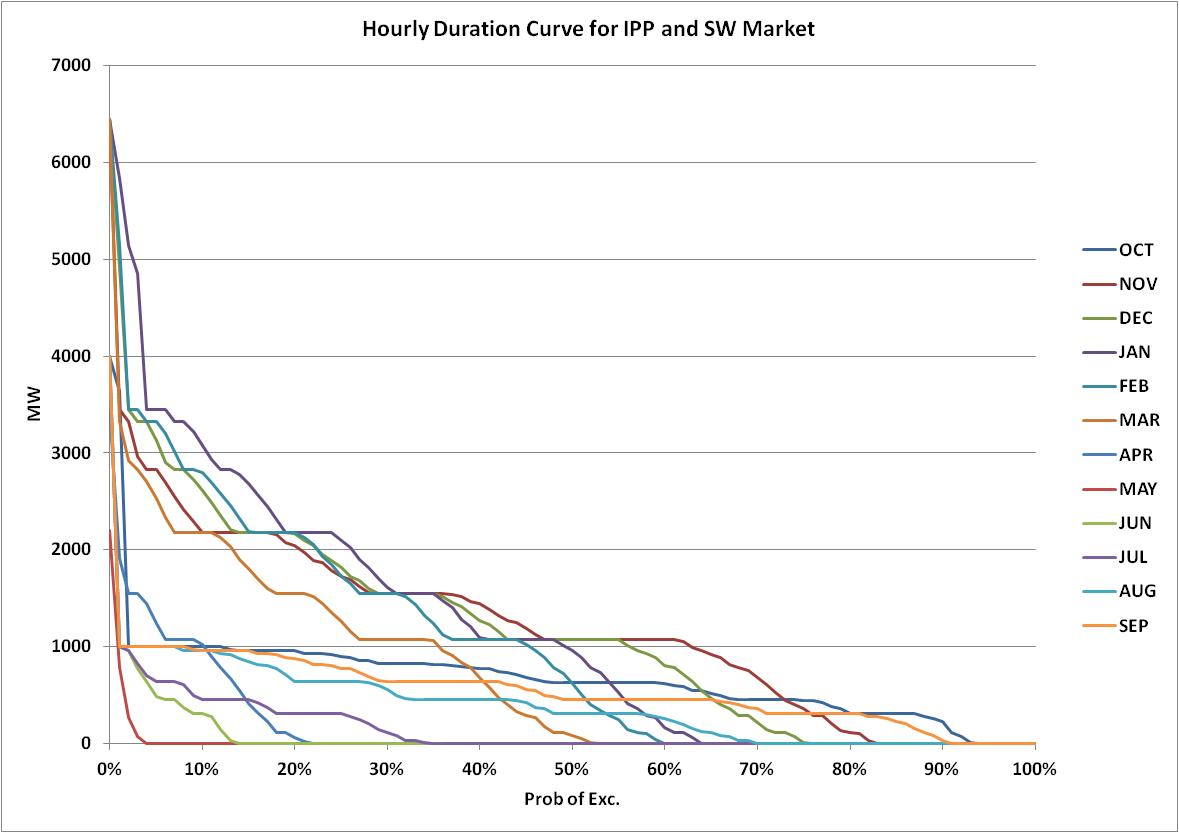 Hourly Duration Curve for IPP and SW Market
7000
6000
5000
4000
3000
2000
1000
0
MW
0% 10% 20% 30% 40% 50% 60% 70% 80% 90% 100%
Prob of Exc.
OCT
NOV
DEC
JAN
FEB
MAR
APR
MAY
JUN
JUL
AUG
SEP